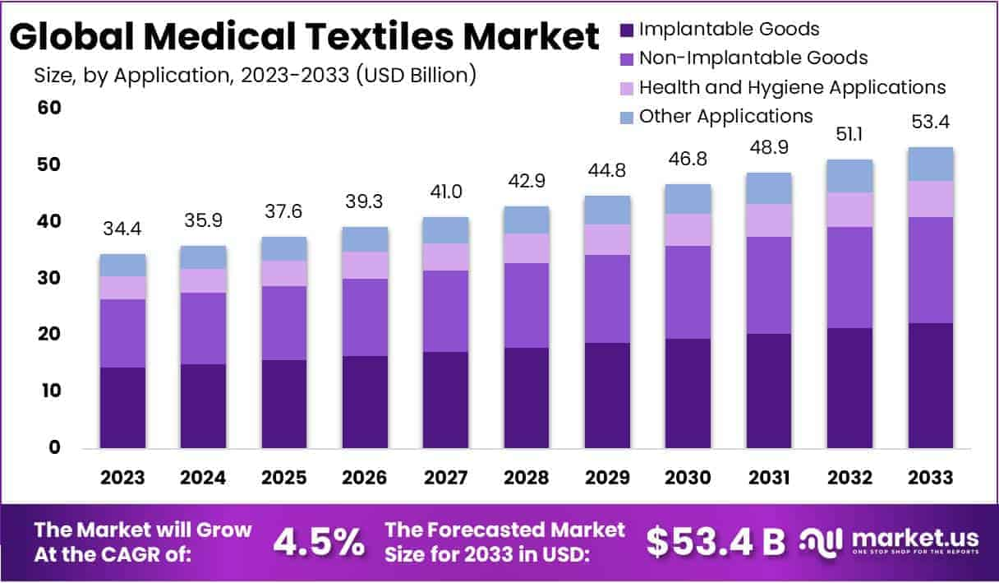 Global Medical Textiles Market
Size, by Application, 2023-2033 (USD Billion)
Implantable Goods
Non-Implantable Goods
Health and Hygiene Applications
Other Applications
60
50
40
30
20
10
0
34.4
35.9
37.6
39.3
41.0
42.9
44.8
46.8
48.9
51.1
53.4
2023
2024
2025
2026
2027
2028
2029
2030
2031
2032
2033
The Market will Grow
At the CAGR of:
4.5%
The Forecasted Market
Size for 2033 in USD:
$53.4 B
market.us
ONE STOP SHOP FOR THE REPORTS